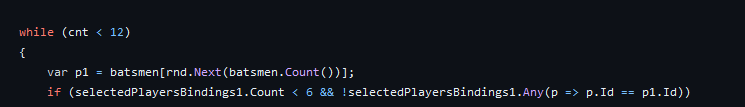 while (cnt < 12)
{
var p1 = batsmen[rnd.Next(batsmen.Count())];
if (selectedPlayersBindings1.Count < 6 && !selectedPlayersBindings1.Any(p => p.Id == p1.Id))